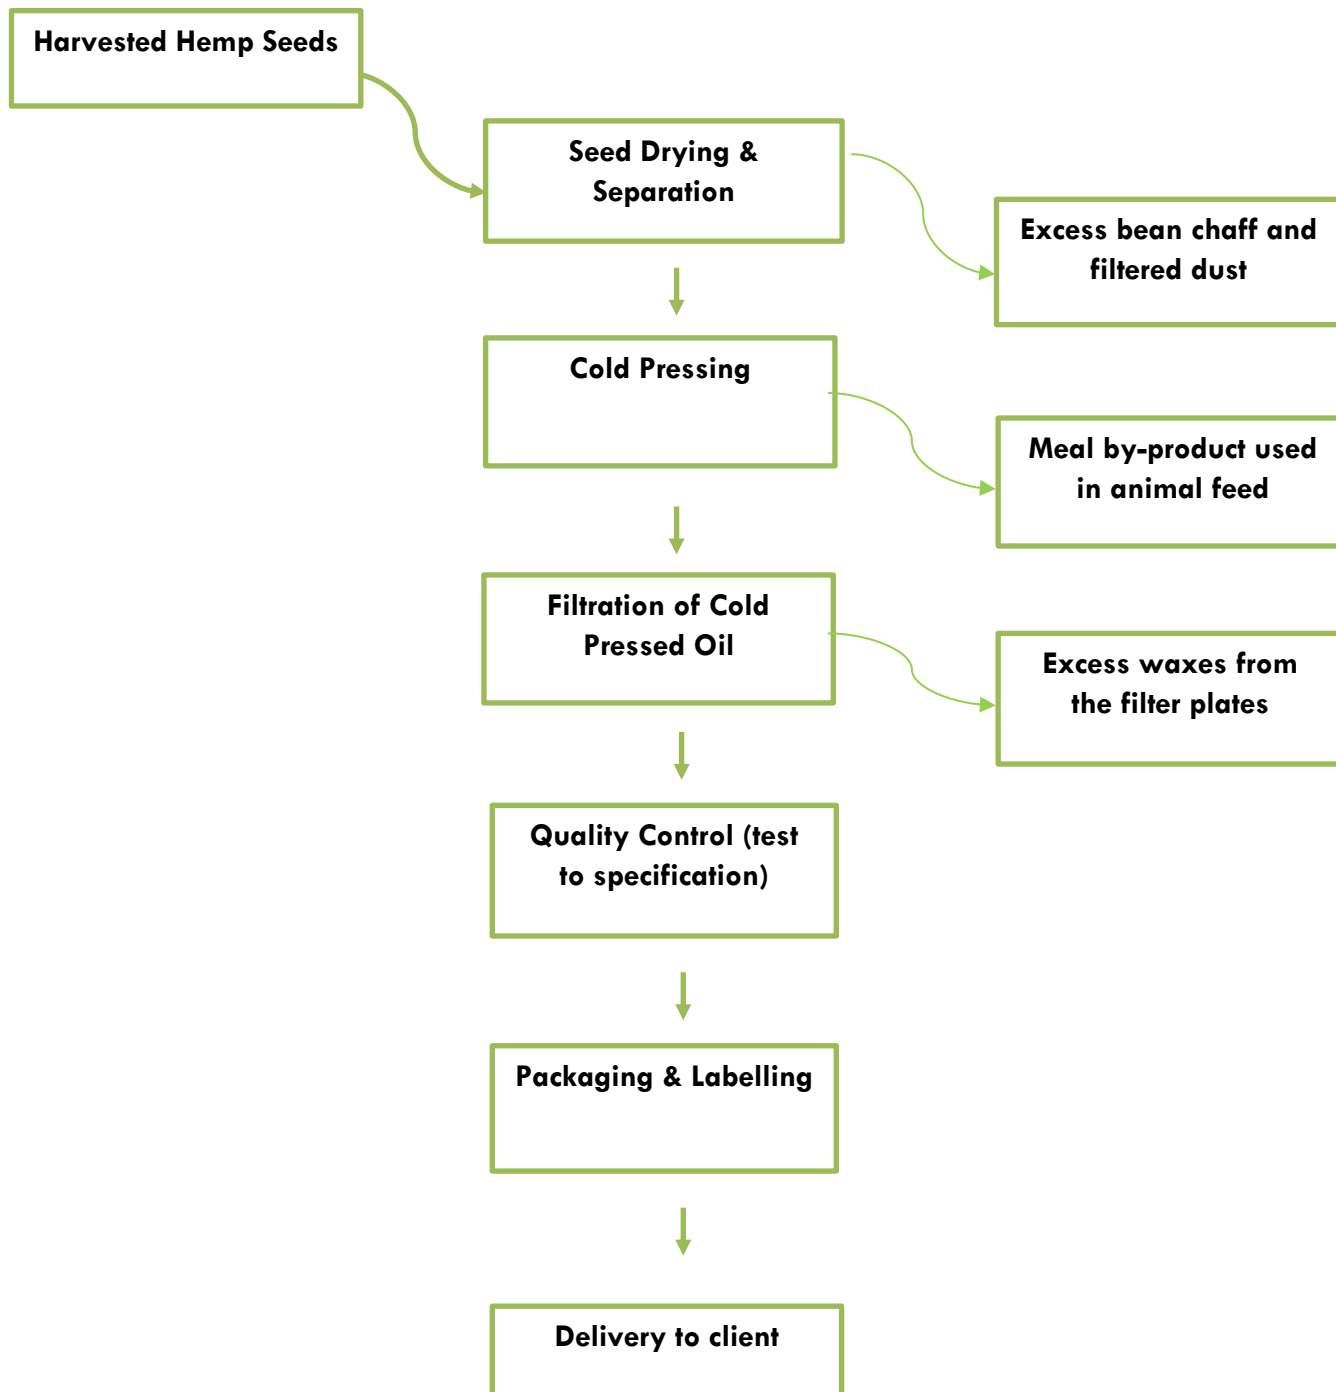 Harvested Hemp Seeds
Seed Drying &
Separation
Excess bean chaff and
filtered dust
Cold Pressing
Meal by-product used
in animal feed
Filtration of Cold
Pressed Oil
Excess waxes from
the filter plates
Quality Control (test
to specification)
Packaging & Labelling
Delivery to client